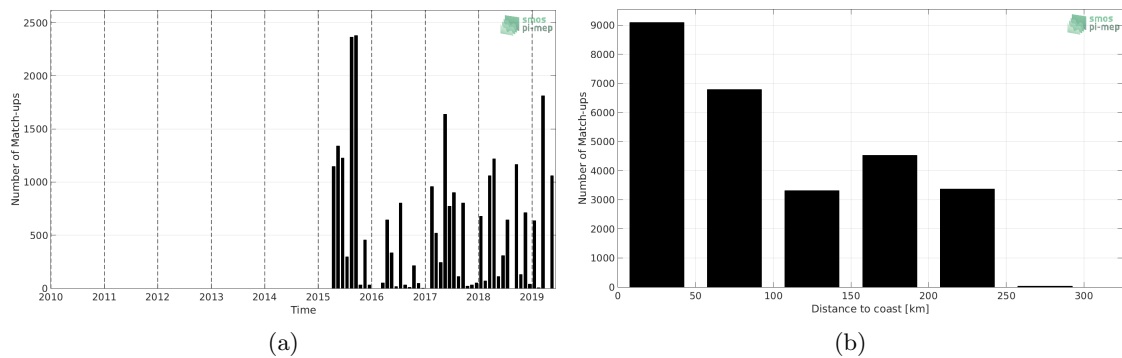 smos
pi-mep
2500
2000
1500
1000
500
0
Number of Match-ups
2010 2011 2012 2013 2014 2015 2016 2017 2018 2019
Time
(a)
smos
pi-mep
9000
8000
7000
6000
5000
4000
3000
2000
1000
0
Number of Match-ups
0 50 100 150 200 250 300
Distance to coast [km]
(b)